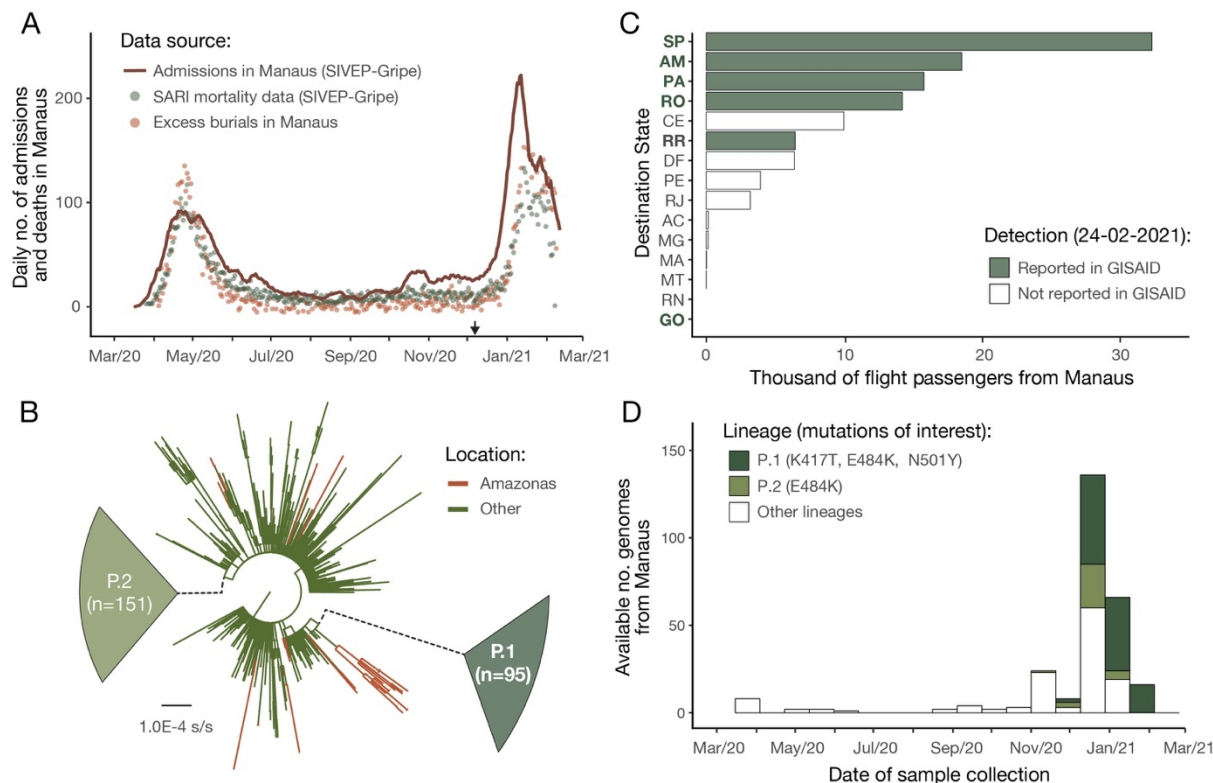 A
Data source:
Admissions in Manaus (SIVEP-Gripe)
SARI mortality data (SIVEP-Gripe)
Excess burials in Manaus
Daily no. of admissions
and deaths in Manaus
200
100
0
Mar/20 May/20 Jul/20 Sep/20 Nov/20 Jan/21 Mar/21
B
Location:
Amazonas
Other
P.2
(n=151)
P.1
(n=95)
1.0E-4 s/s
C
Destination State
SP
AM
PA
RO
CE
RR
DF
PE
RJ
AC
MG
MA
MT
RN
GO
Detection (24-02-2021):
Reported in GISAID
Not reported in GISAID
0 10 20 30
Thousand of flight passengers from Manaus
D
Lineage (mutations of interest):
P.1 (K417T, E484K, N501Y)
P.2 (E484K)
Other lineages
Available no. genomes
from Manaus
150
100
50
0
Mar/20 May/20 Jul/20 Sep/20 Nov/20 Jan/21 Mar/21
Date of sample collection